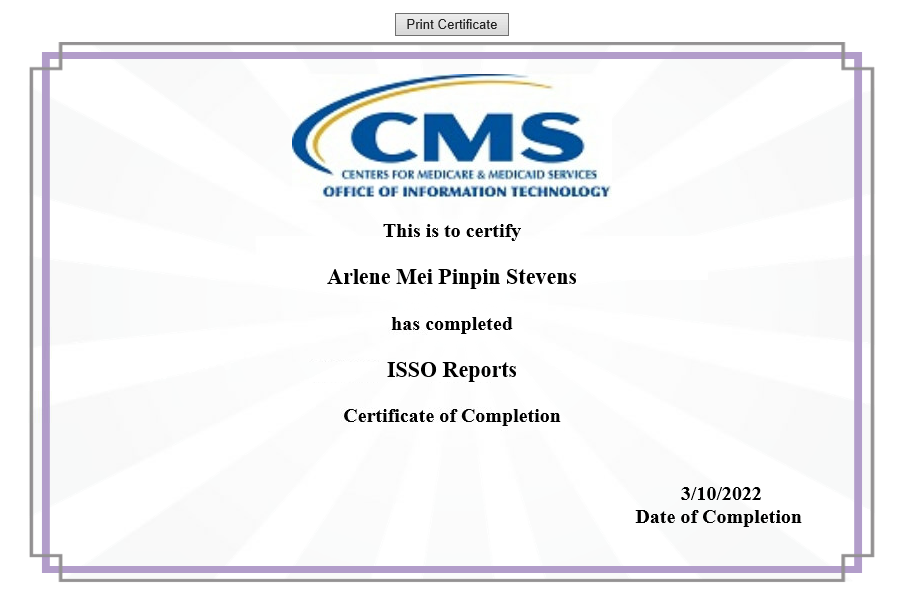 Print Certificate
CMS
CENTERS FOR MEDICARE & MEDICAID SERVICES
OFFICE OF INFORMATION TECHNOLOGY
This is to certify
Arlene Mei Pinpin Stevens
has completed
ISSO Reports
Certificate of Completion
3/10/2022
Date of Completion